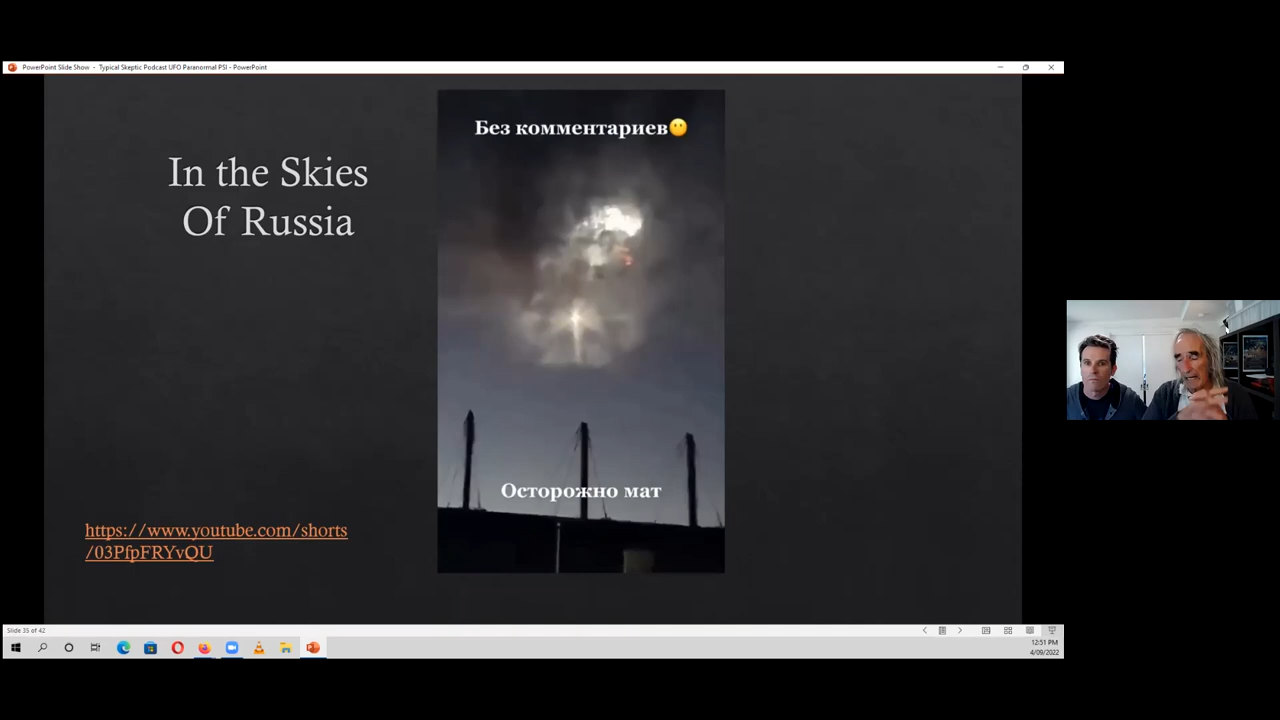 PowerPoint Slide Show - Typical Skeptic Podcast UFO Paranormal PSI - PowerPoint
Без комментариев😶
In the Skies
Of Russia
Осторожно мат
https://www.youtube.com/shorts
/03PfpFRYvQU
Slide 35 of 42
12:51 PM
4/09/2022